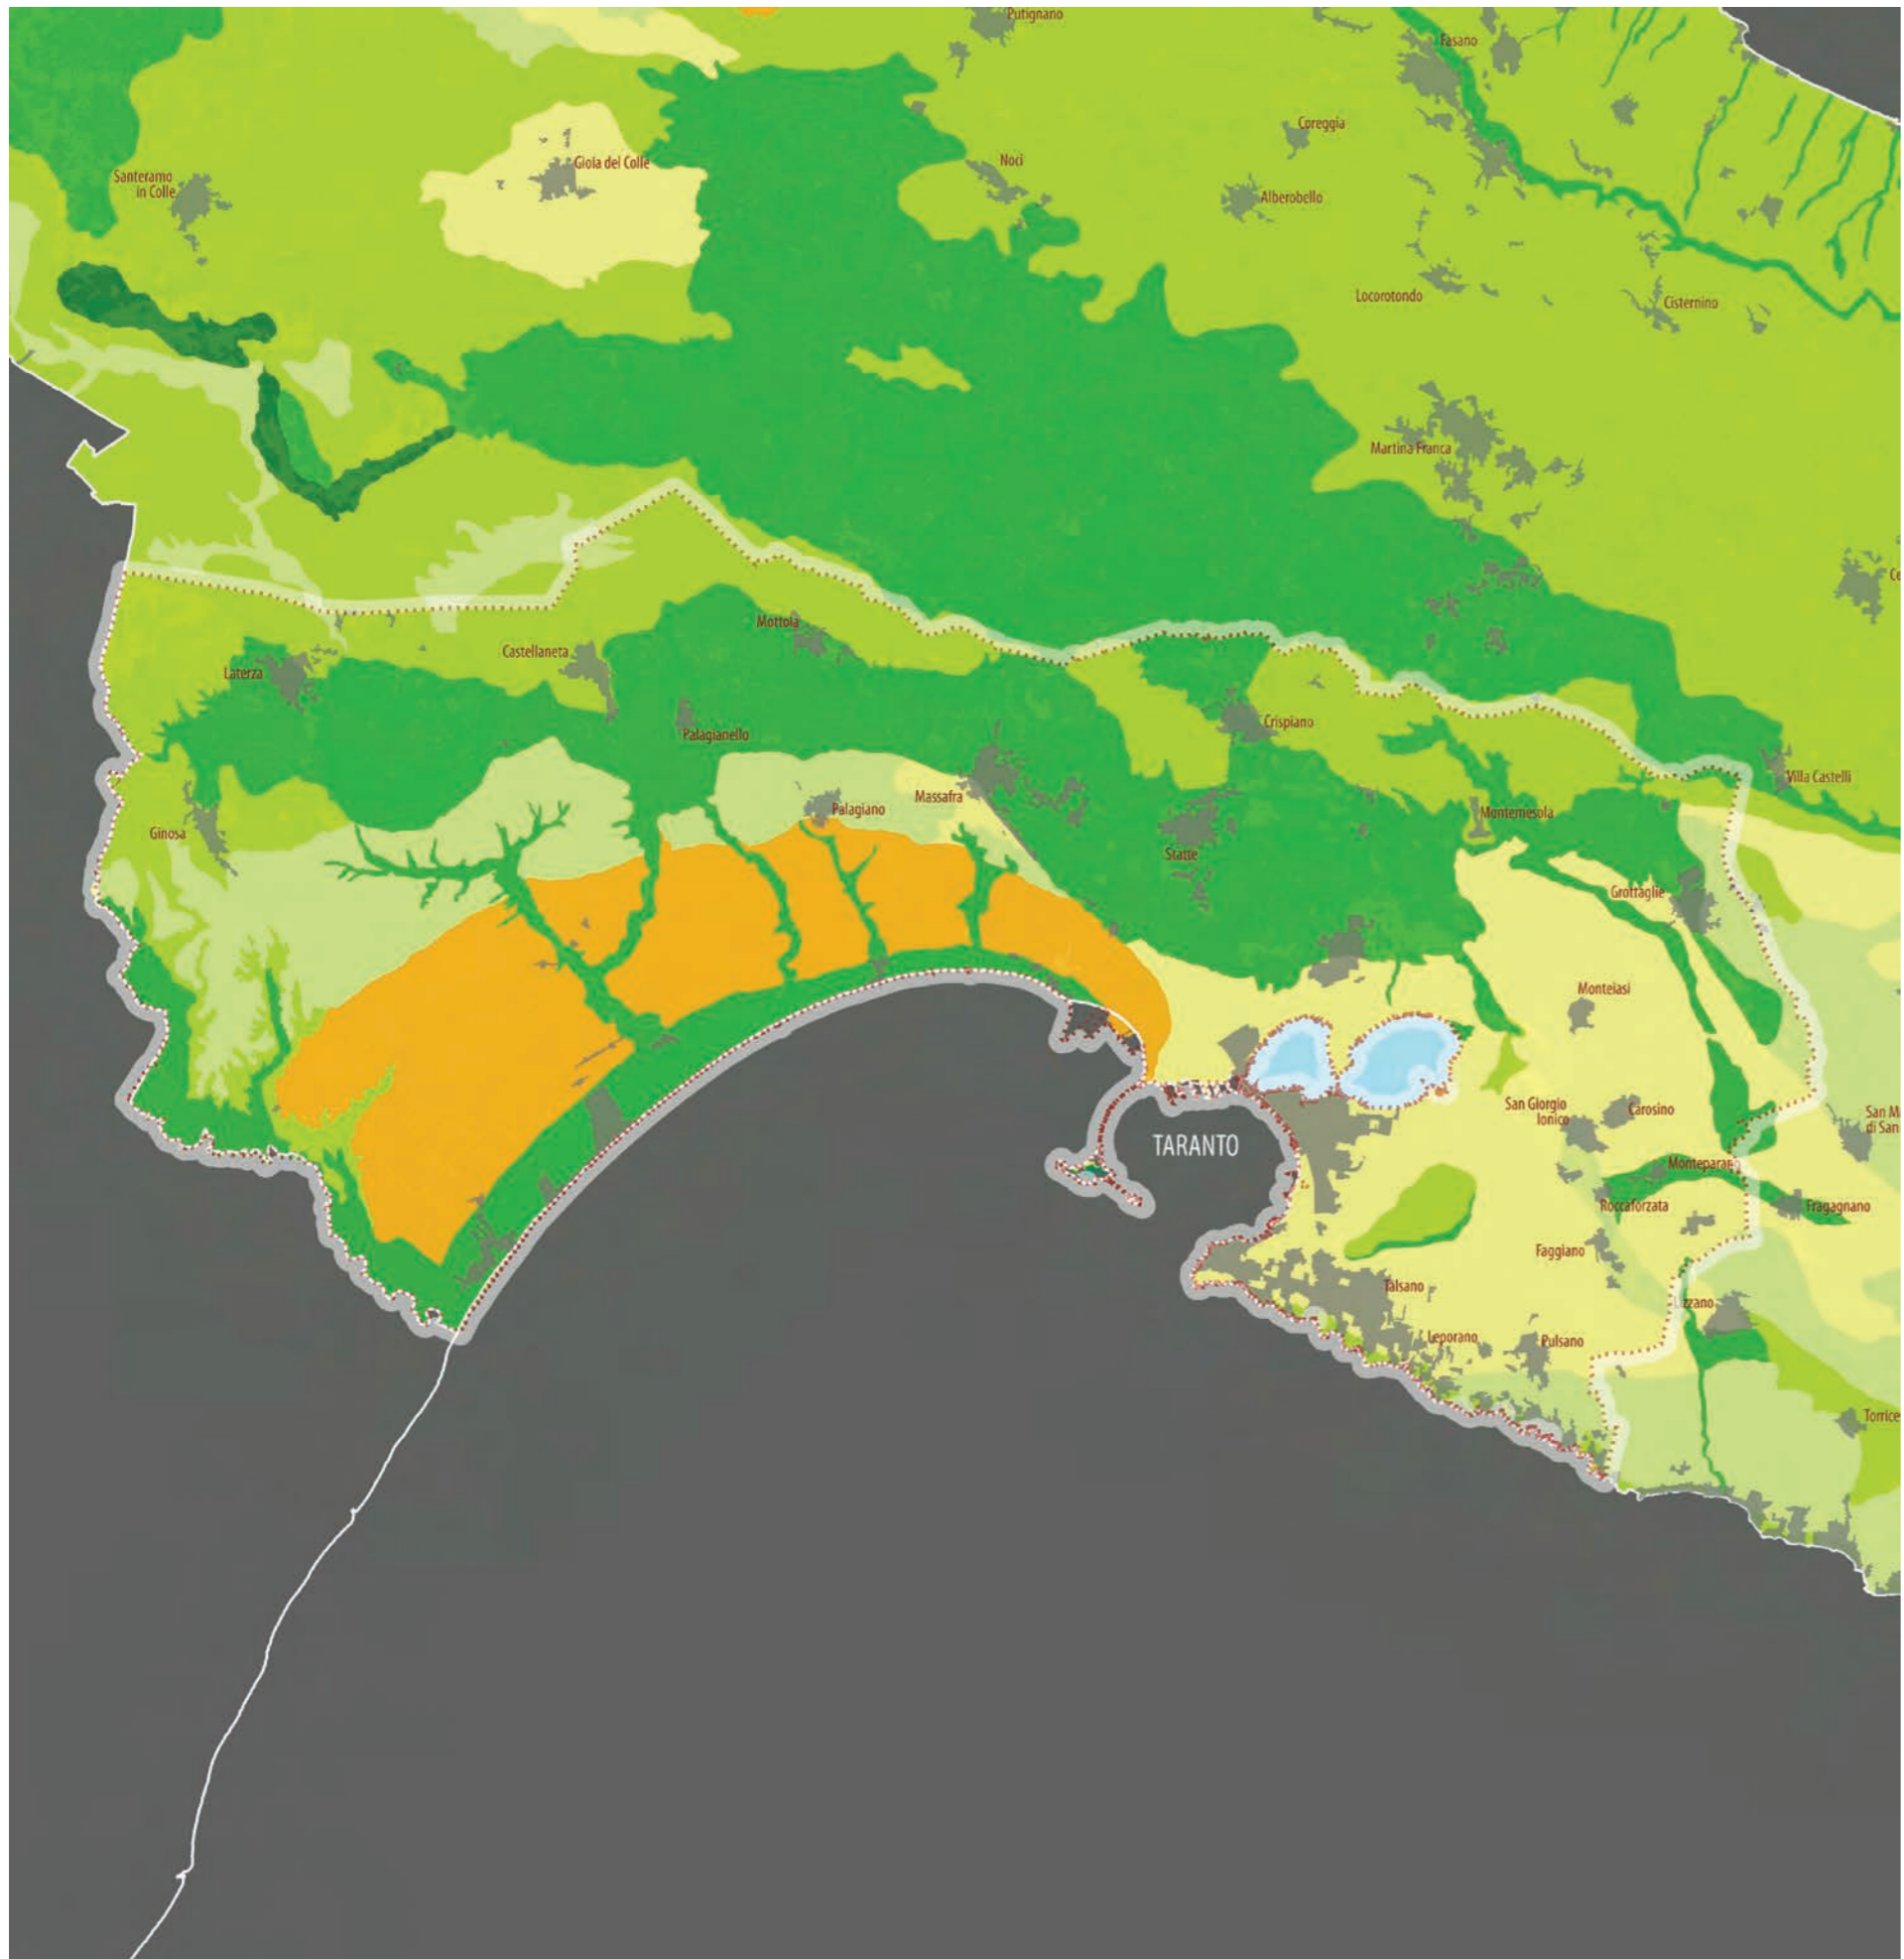 Putignano
Fasano
Coreggia
Gioia del Colle
Noci
Santeramo
in Colle
Alberobello
Locorotondo
Cisternino
Martina Franca
Mottola
Castellaneta
Laterza
Crispiano
Palagianello
Villa Castelli
Massafra
Palagiano
Montemesola
Ginosa
Statte
Grottaglie
Monteiasi
San Giorgio
Ionico
Carosino
TARANTO
Roccaforzata
Fragagnano
Faggiano
Talsano
Leporano
Pulsano